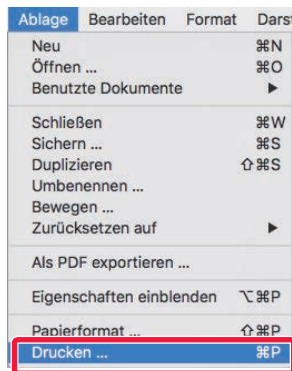 Ablage Bearbeiten Format Dars
Neu ⌘N
Öffnen ... ⌘O
Benutzte Dokumente ▶
Schließen ⌘W
Sichern ... ⌘S
Duplizieren ⇧⌘S
Umbenennen ...
Bewegen ...
Zurücksetzen auf ▶
Als PDF exportieren ...
Eigenschaften einblenden ⌥⌘P
Papierformat ... ⇧⌘P
Drucken ... ⌘P